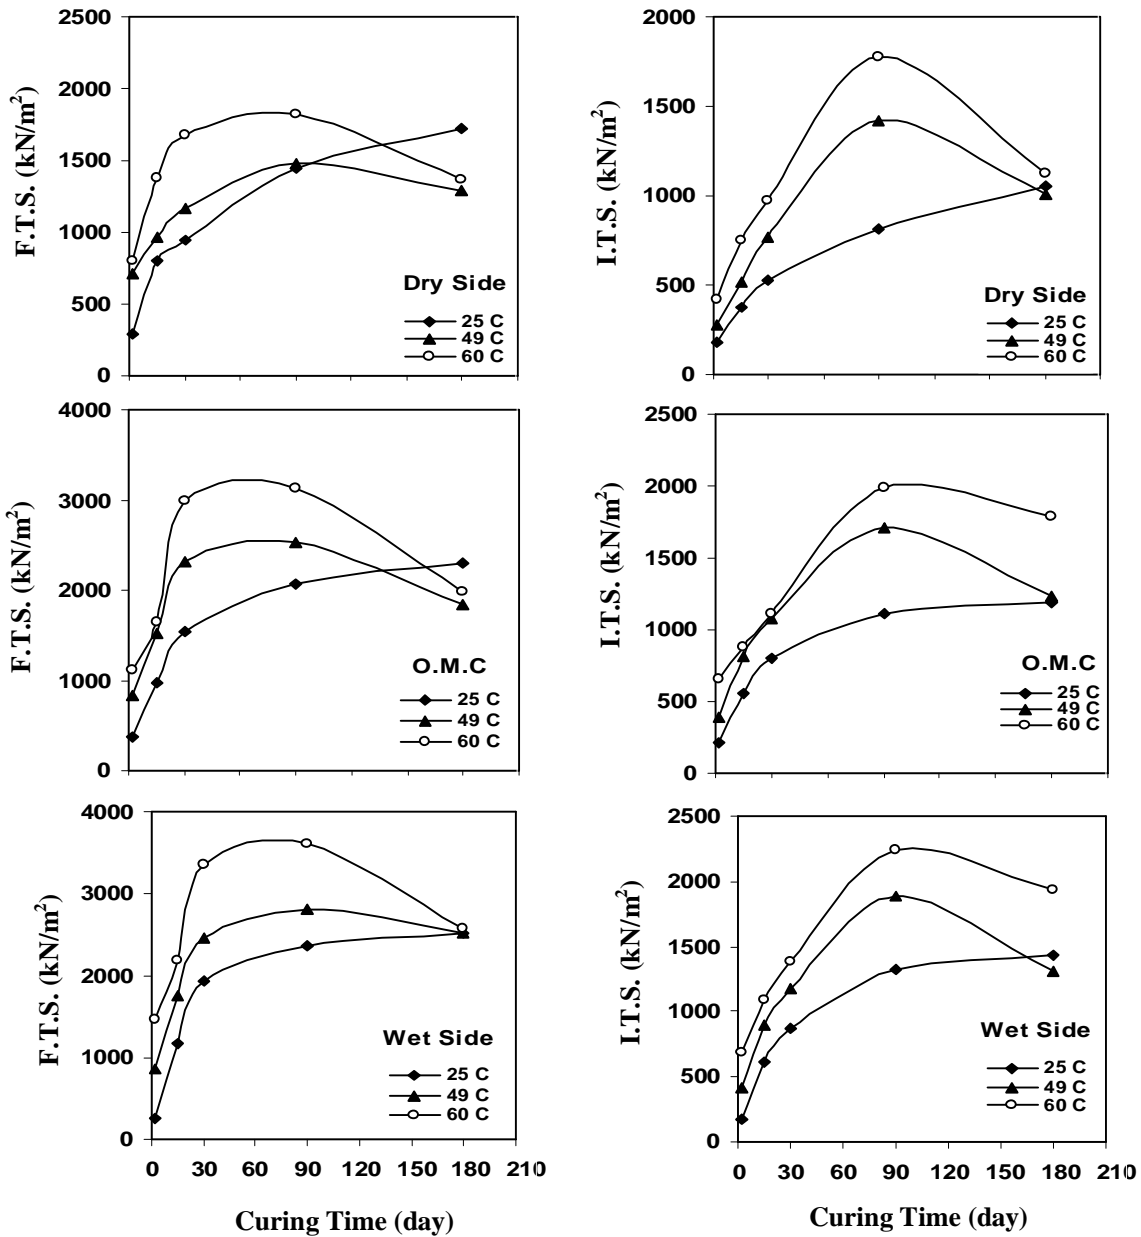 2500
2000
1500
1000
500
0
F.T.S. (kN/m²)
Dry Side
25 C
49 C
60 C
2000
1500
1000
500
0
I.T.S. (kN/m²)
Dry Side
25 C
49 C
60 C
4000
3000
2000
1000
0
F.T.S. (kN/m²)
O.M.C
25 C
49 C
60 C
2500
2000
1500
1000
500
0
I.T.S. (kN/m²)
O.M.C
25 C
49 C
60 C
4000
3000
2000
1000
0
F.T.S. (kN/m²)
Wet Side
25 C
49 C
60 C
0 30 60 90 120 150 180 210
Curing Time (day)
2500
2000
1500
1000
500
0
I.T.S. (kN/m²)
Wet Side
25 C
49 C
60 C
0 30 60 90 120 150 180 210
Curing Time (day)